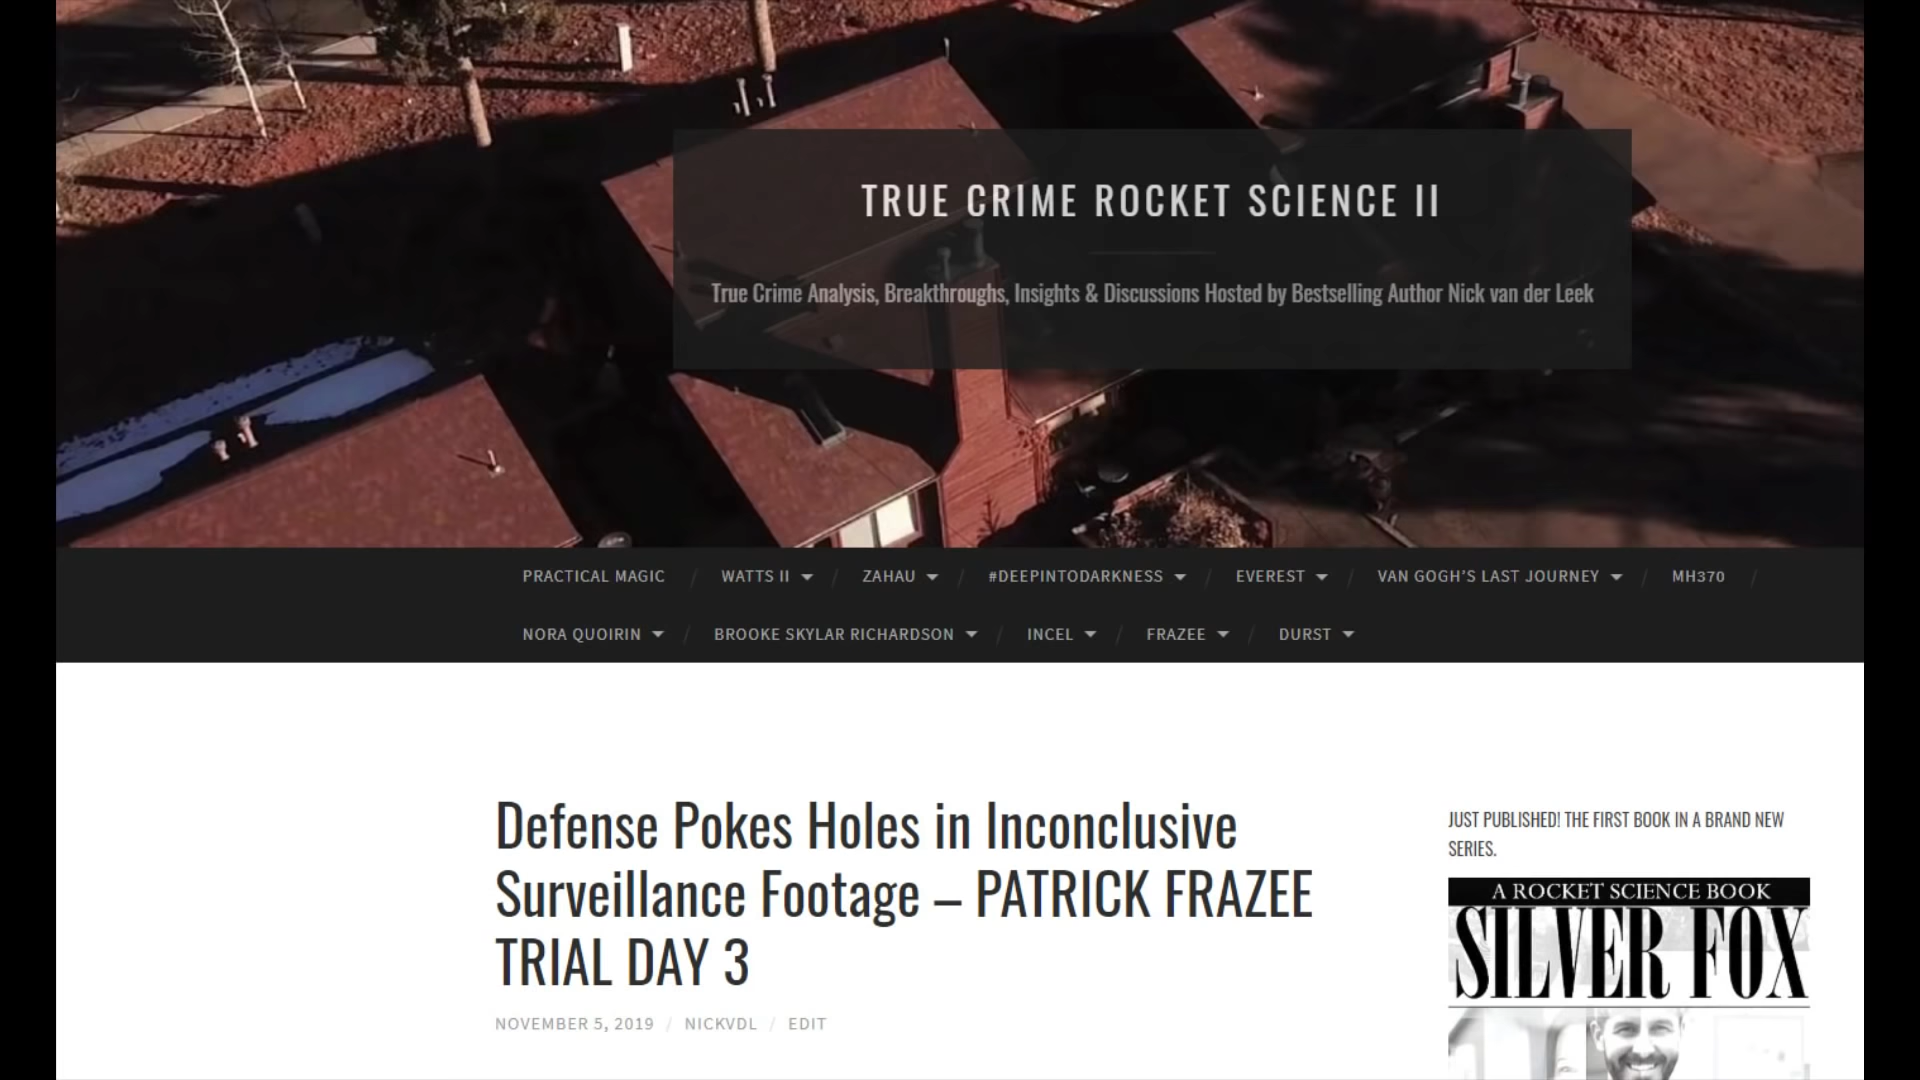 TRUE CRIME ROCKET SCIENCE II
True Crime Analysis, Breakthroughs, Insights & Discussions Hosted by Bestselling Author Nick van der Leek
PRACTICAL MAGIC / WATTS II / ZAHAU / #DEEPINTODARKNESS / EVEREST / VAN GOGH’S LAST JOURNEY / MH370 /
NORA QUOIRIN / BROOKE SKYLAR RICHARDSON / INCEL / FRAZEE / DURST
Defense Pokes Holes in Inconclusive
Surveillance Footage – PATRICK FRAZEE
TRIAL DAY 3
NOVEMBER 5, 2019 / NICKVDL / EDIT
JUST PUBLISHED! THE FIRST BOOK IN A BRAND NEW
SERIES.
A ROCKET SCIENCE BOOK
SILVER FOX